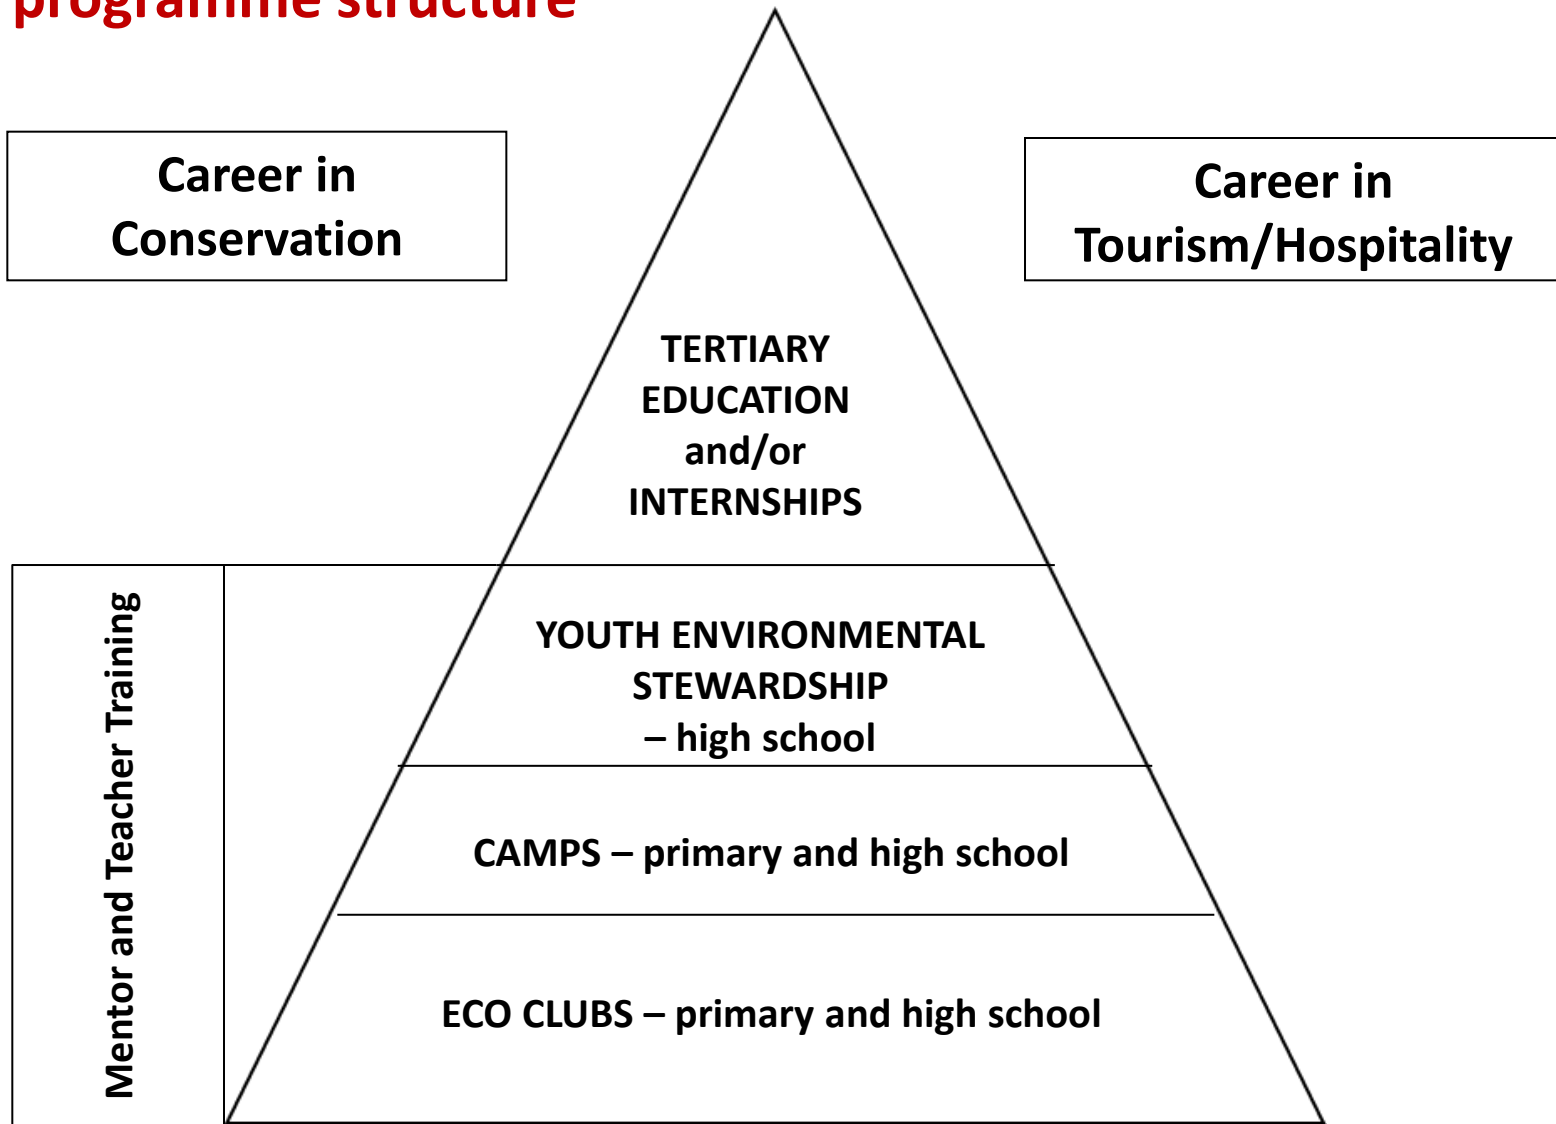 programme structure
Career in
Conservation
Career in
Tourism/Hospitality
TERTIARY
EDUCATION
and/or
INTERNSHIPS
YOUTH ENVIRONMENTAL
STEWARDSHIP
– high school
CAMPS – primary and high school
ECO CLUBS – primary and high school
Mentor and Teacher Training